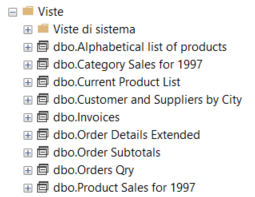 Viste
Viste di sistema
dbo.Alphabetical list of products
dbo.Category Sales for 1997
dbo.Current Product List
dbo.Customer and Suppliers by City
dbo.Invoices
dbo.Order Details Extended
dbo.Order Subtotals
dbo.Orders Qry
dbo.Product Sales for 1997